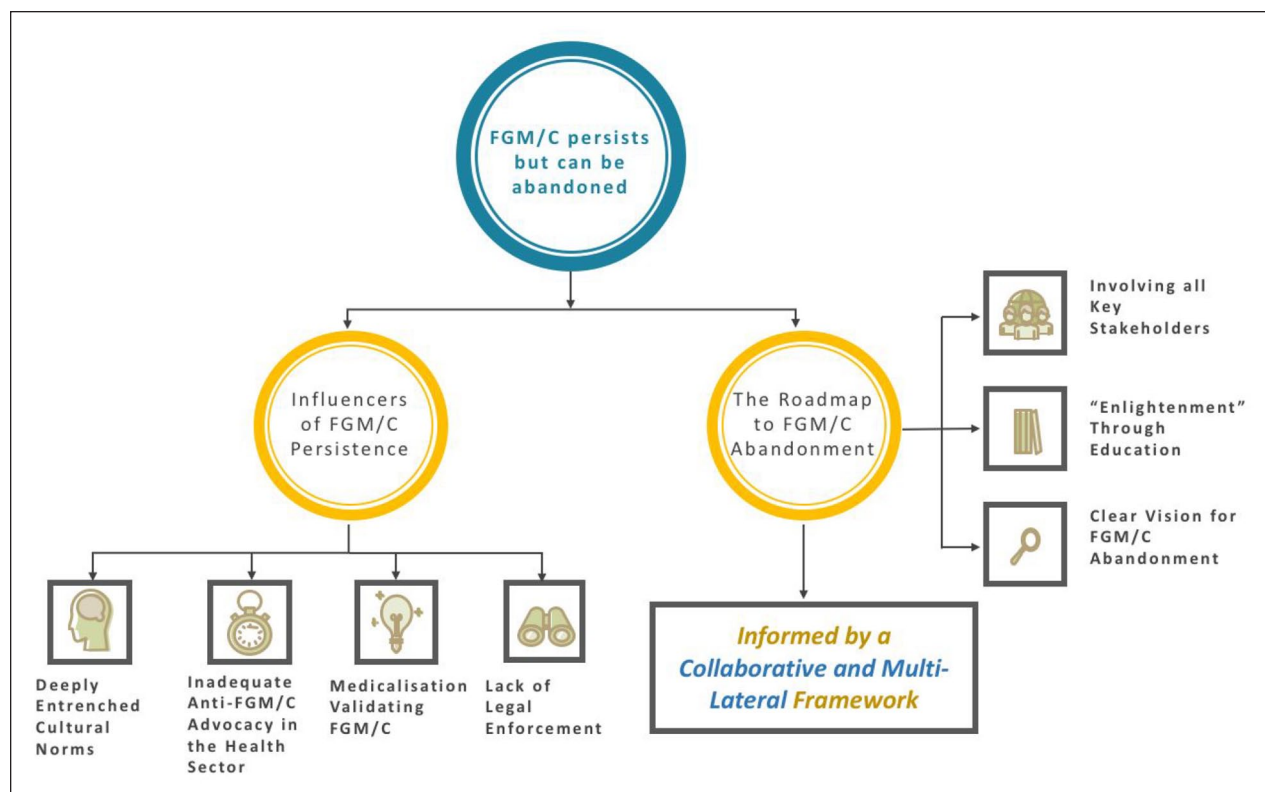 FGM/C persists
but can be
abandoned
Influencers
of FGM/C
Persistence
The Roadmap
to FGM/C
Abandonment
Involving all
Key
Stakeholders
“Enlightenment”
Through
Education
Clear Vision for
FGM/C
Abandonment
Deeply
Entrenched
Cultural
Norms
Inadequate
Anti-FGM/C
Advocacy in
the Health
Sector
Medicalisation
Validating
FGM/C
Lack of
Legal
Enforcement
Informed by a
Collaborative and Multi-
Lateral Framework